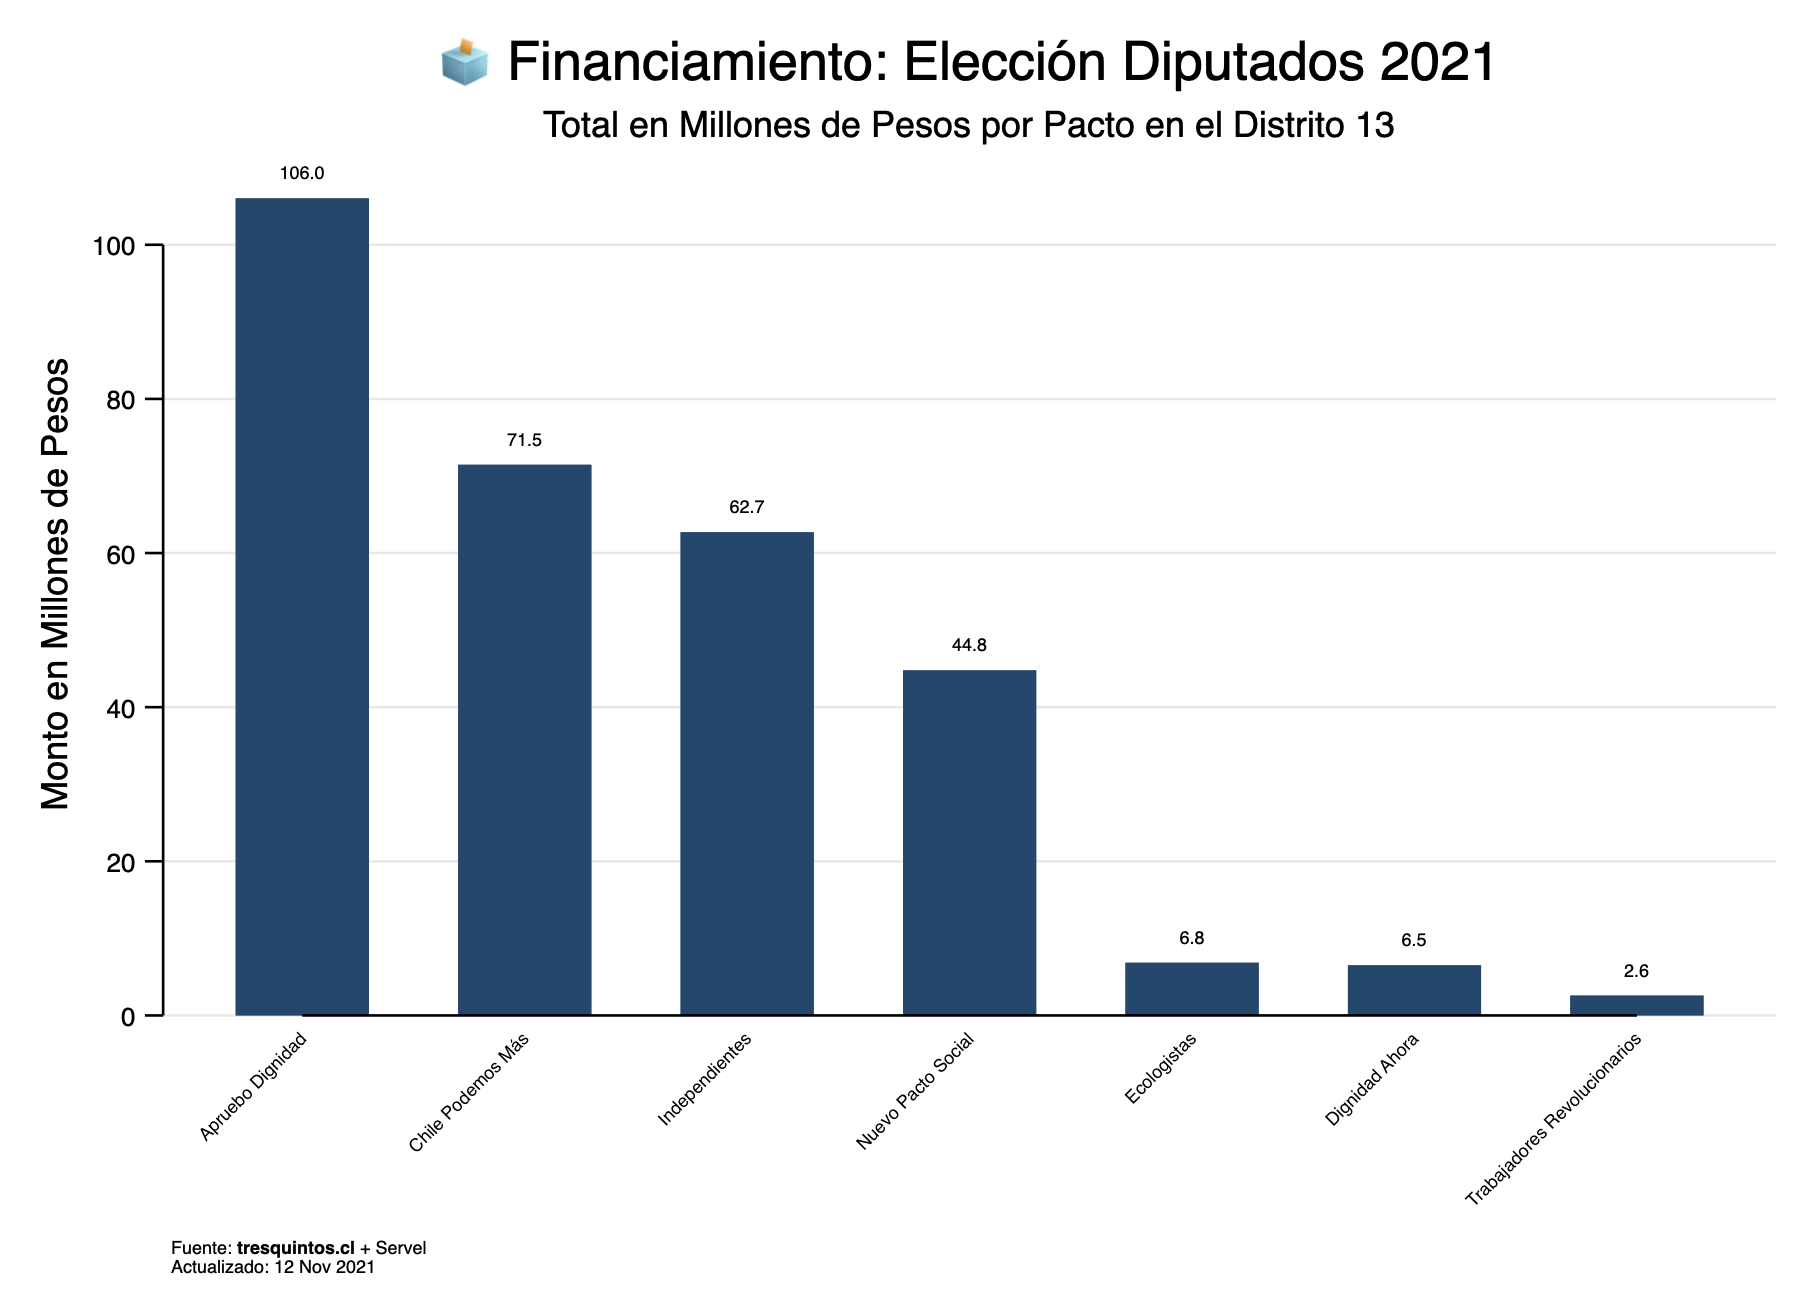 Financiamiento: Elección Diputados 2021
Total en Millones de Pesos por Pacto en el Distrito 13
Monto en Millones de Pesos
100
80
60
40
20
0
106.0
71.5
62.7
44.8
6.8
6.5
2.6
Apruebo Dignidad
Chile Podemos Más
Independientes
Nuevo Pacto Social
Ecologistas
Dignidad Ahora
Trabajadores Revolucionarios
Fuente: tresquintos.cl + Servel
Actualizado: 12 Nov 2021